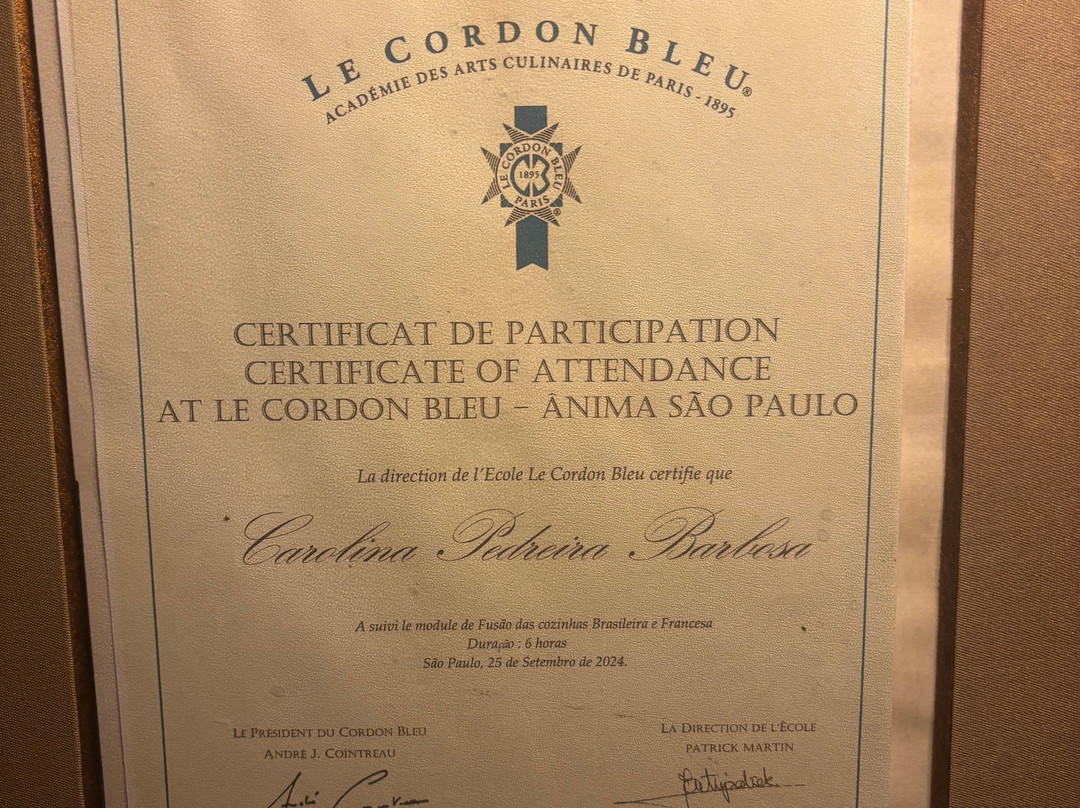 LE CORDON BLEU®
ACADÉMIE DES ARTS CULINAIRES DE PARIS - 1895
LE CORDON BLEU
1895
PARIS ®
CERTIFICAT DE PARTICIPATION
CERTIFICATE OF ATTENDANCE
AT LE CORDON BLEU – ÂNIMA SÃO PAULO
La direction de l'Ecole Le Cordon Bleu certifie que
Carolina Pedreira Barbosa
A suivi le module de Fusão das cozinhas Brasileira e Francesa
Duração : 6 horas
São Paulo, 25 de Setembro de 2024.
LE PRÉSIDENT DU CORDON BLEU
ANDRÉ J. COINTREAU
LA DIRECTION DE L'ÉCOLE
PATRICK MARTIN